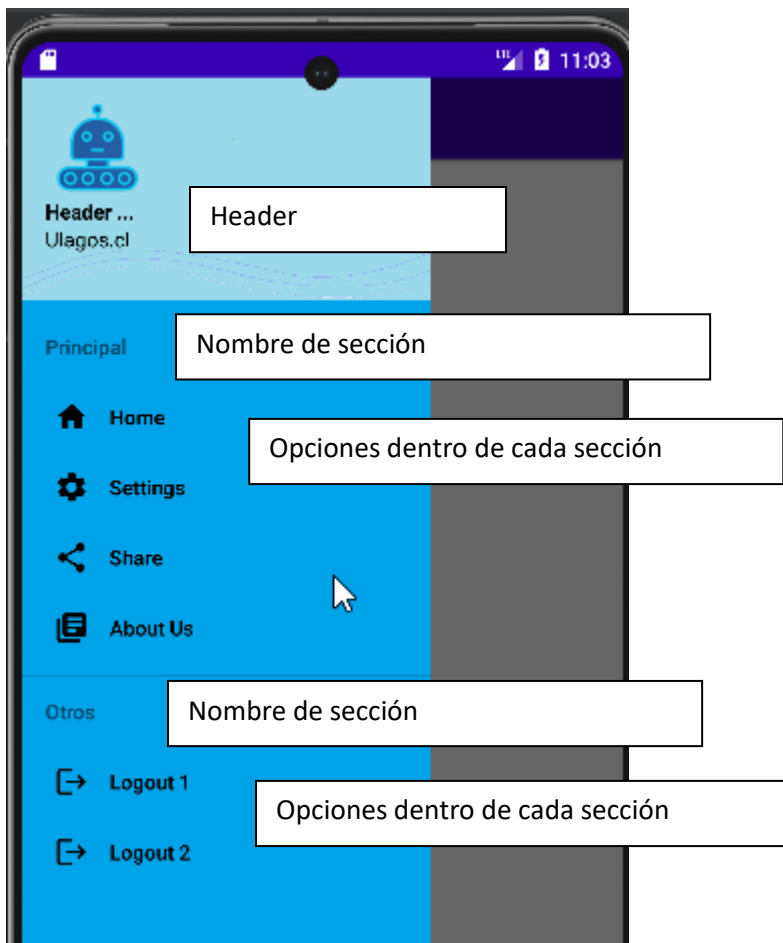 LTE 11:03
Header ...
Header
Ulagos.cl
Principal
Nombre de sección
Home
Opciones dentro de cada sección
Settings
Share
About Us
Otros
Nombre de sección
Logout 1
Opciones dentro de cada sección
Logout 2